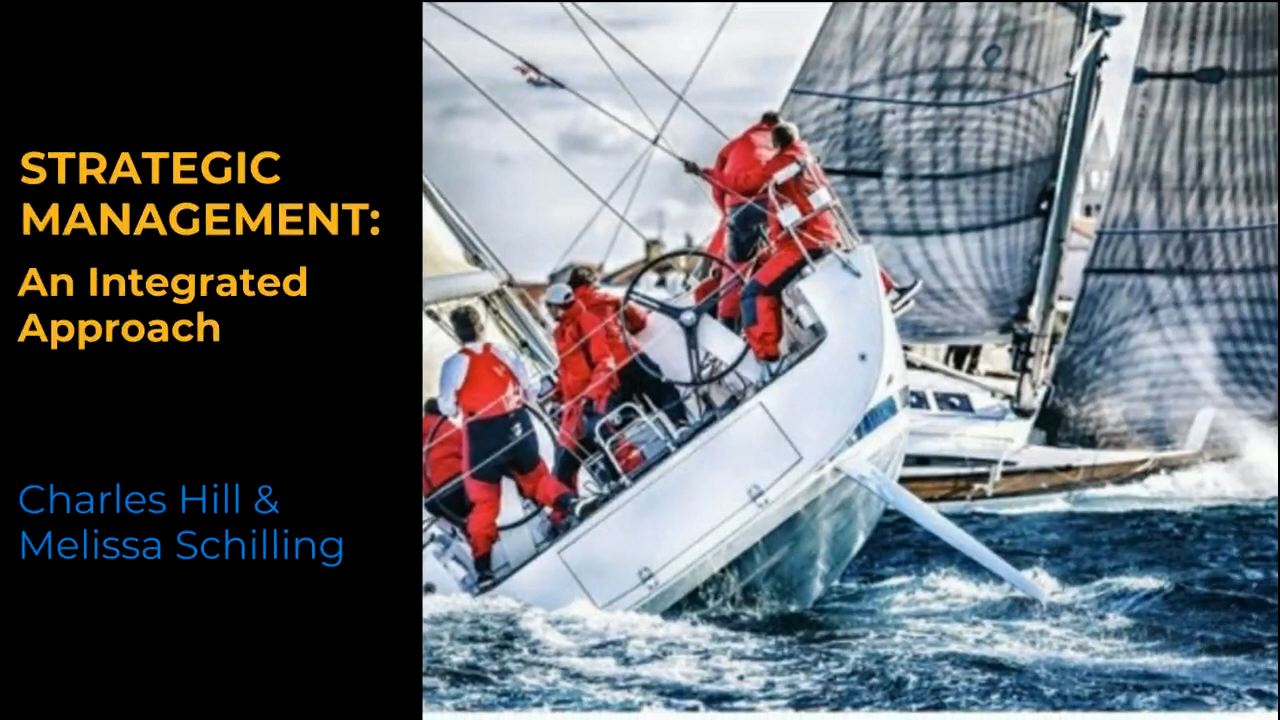 STRATEGIC
MANAGEMENT:
An Integrated
Approach
Charles Hill &
Melissa Schilling